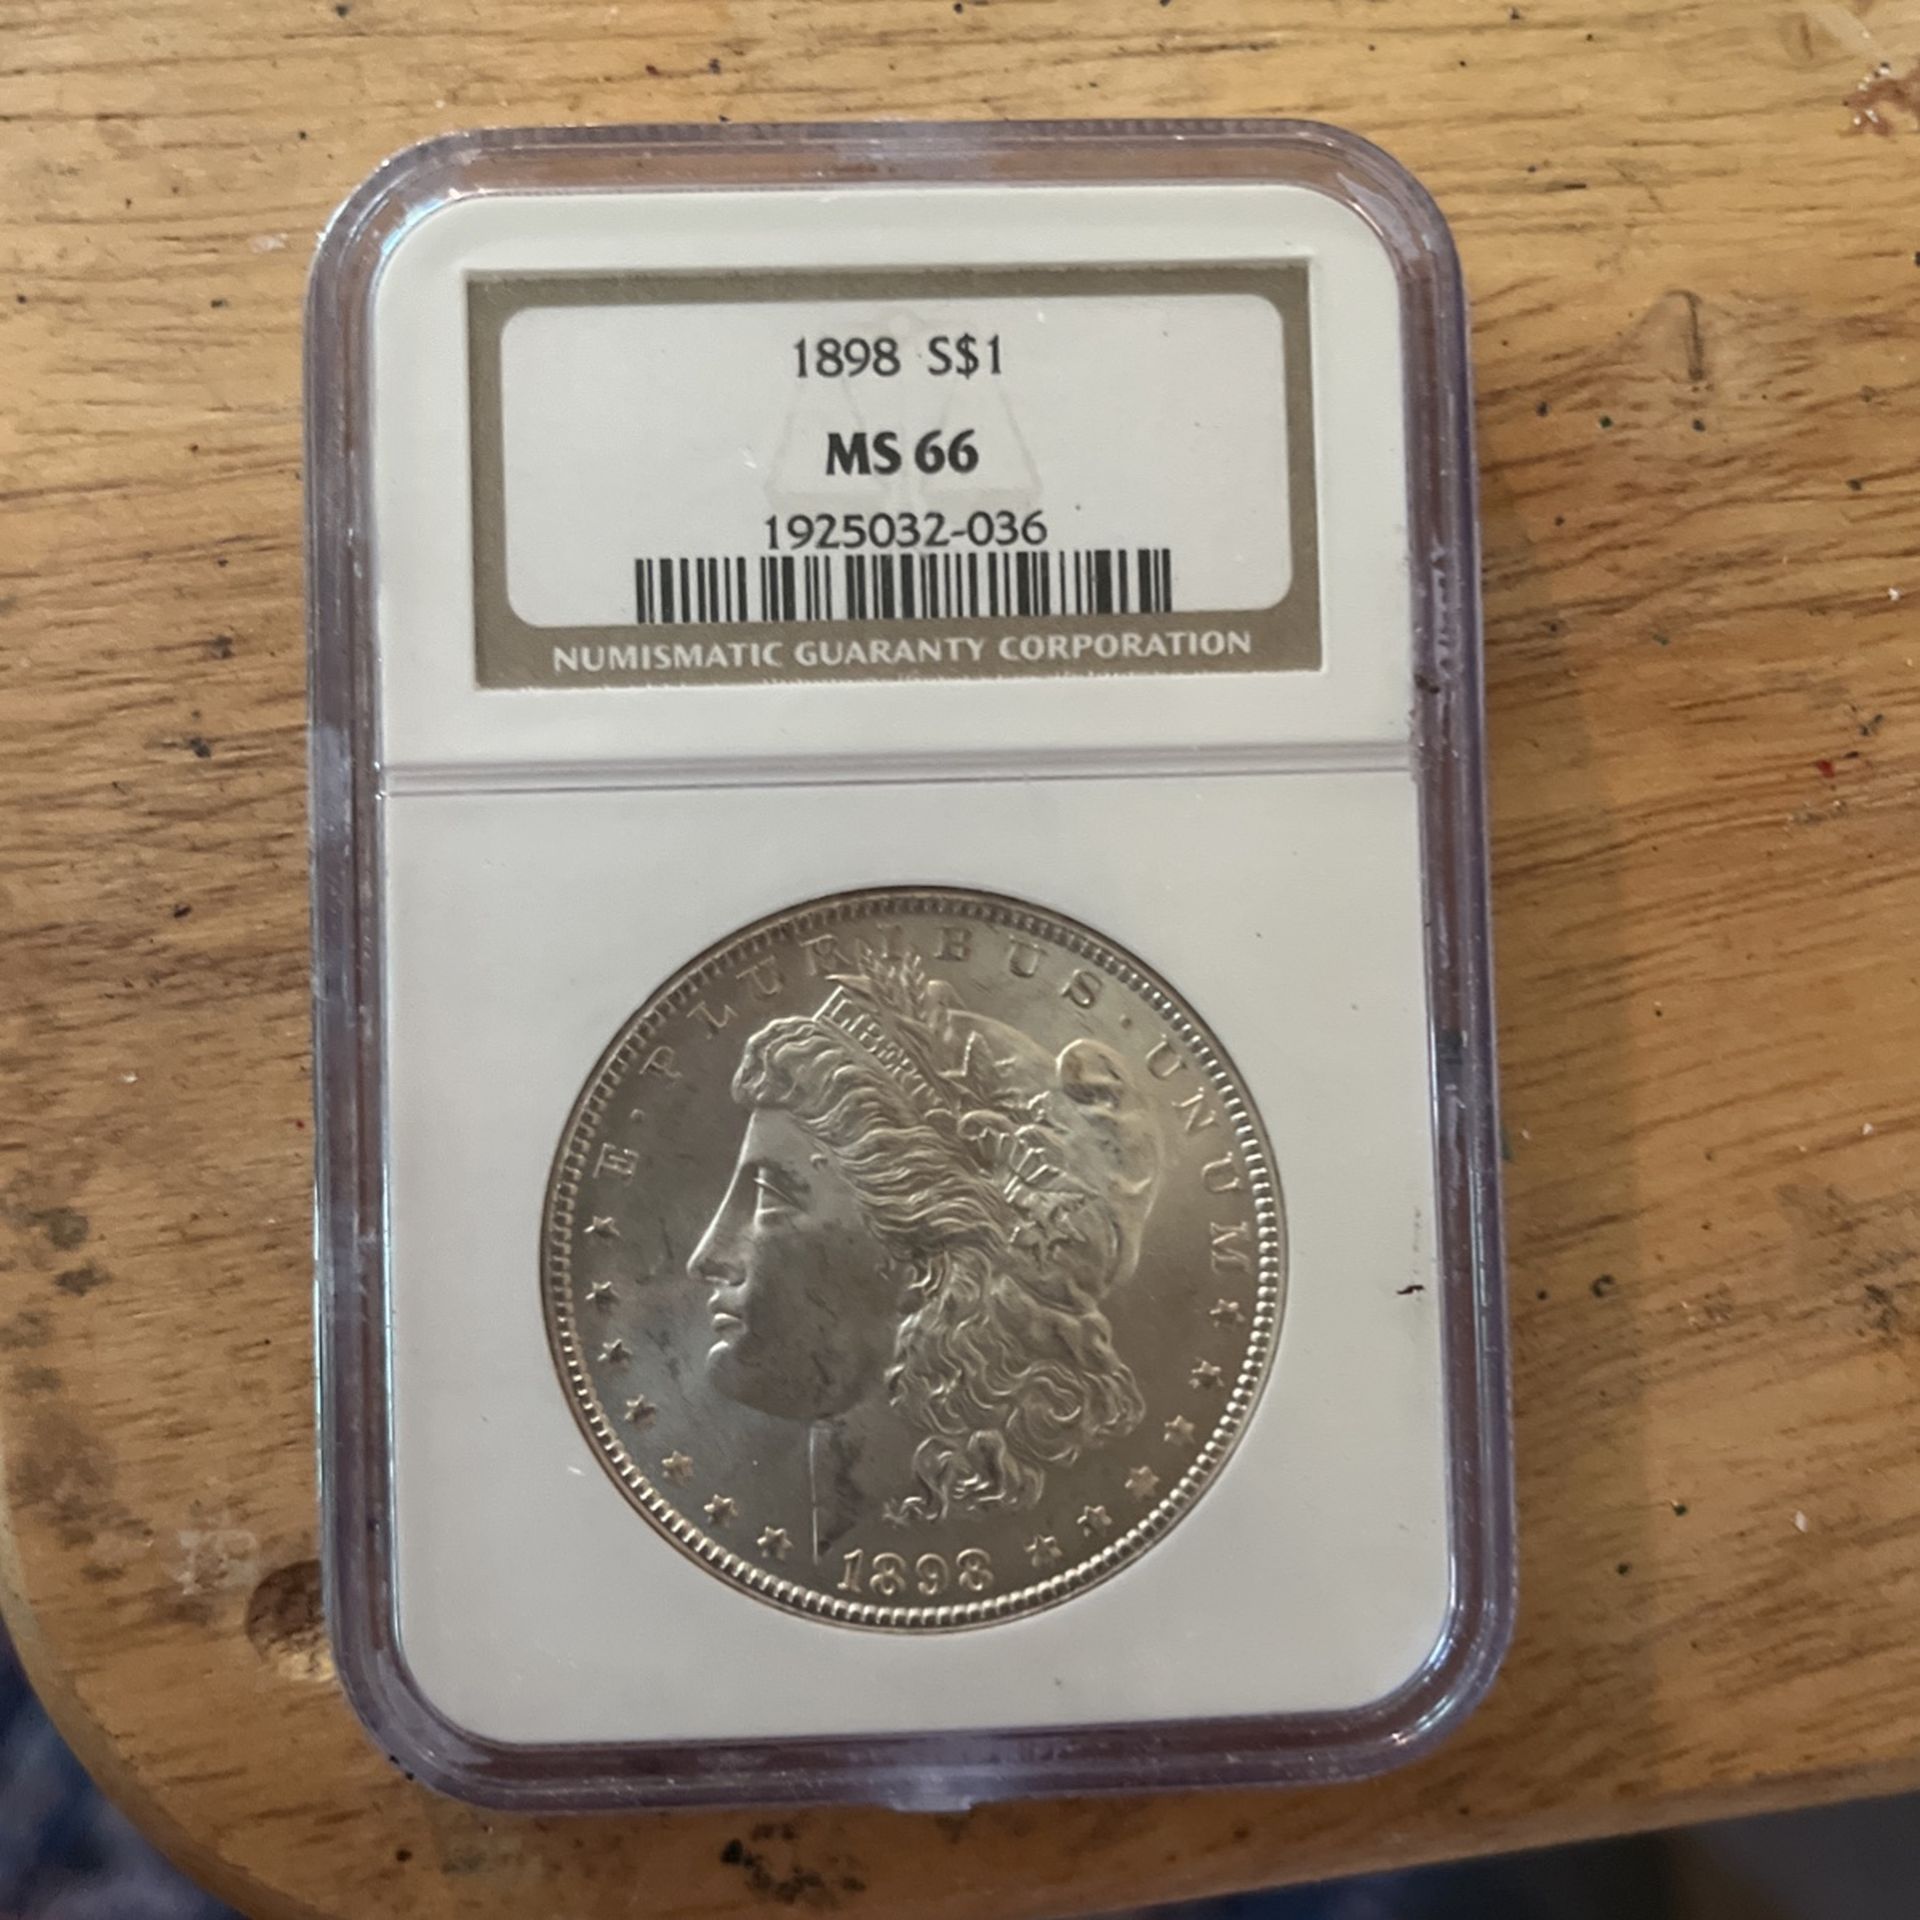 1898 S$1
MS 66
1925032-036
NUMISMATIC GUARANTY CORPORATION
E · PLURIBUS · UNUM
LIBERTY
1898